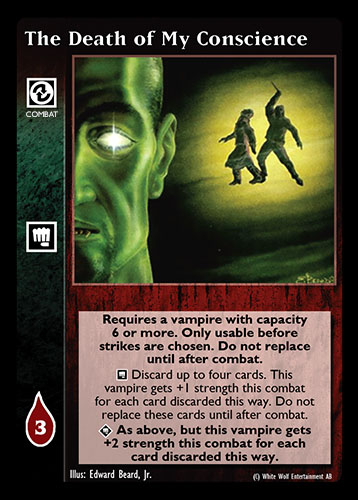 The Death of My Conscience
COMBAT
Requires a vampire with capacity
6 or more. Only usable before
strikes are chosen. Do not replace
until after combat.
Discard up to four cards. This
vampire gets +1 strength this combat
for each card discarded this way. Do not
replace these cards until after combat.
As above, but this vampire gets
+2 strength this combat for each
card discarded this way.
3
Illus: Edward Beard, Jr.
(C) White Wolf Entertainment AB